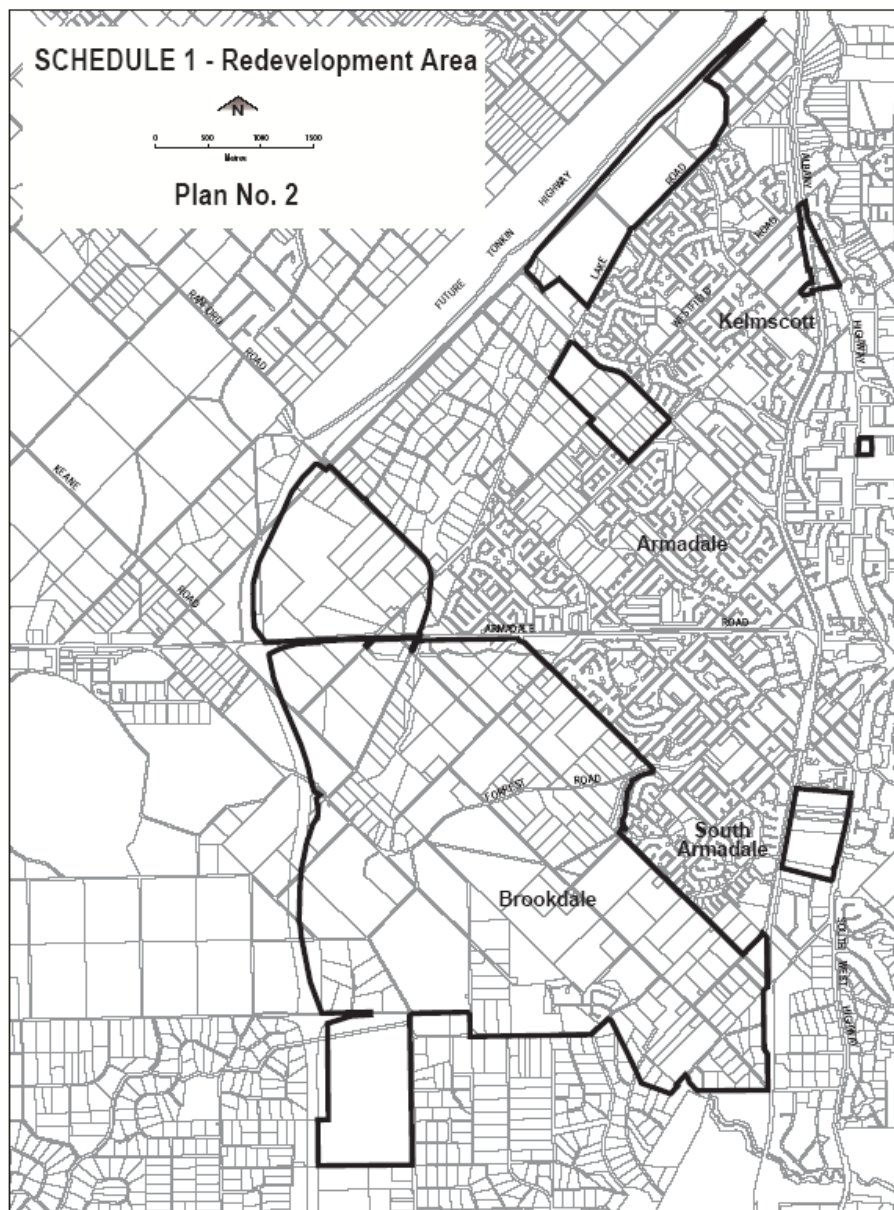 SCHEDULE 1 - Redevelopment Area
N
0 500 1000 1500
Metres
Plan No. 2
ALBANY
HIGHWAY
ROAD
TONKIN
FUTURE
LAKE
ROAD
WESTFIELD
Kelmscott
RANFORD
ROAD
HIGHWAY
KEANE
Armadale
ROAD
ARMADALE
ROAD
FORREST
ROAD
South
Armadale
Brookdale
SOUTH
WEST
HIGHWAY